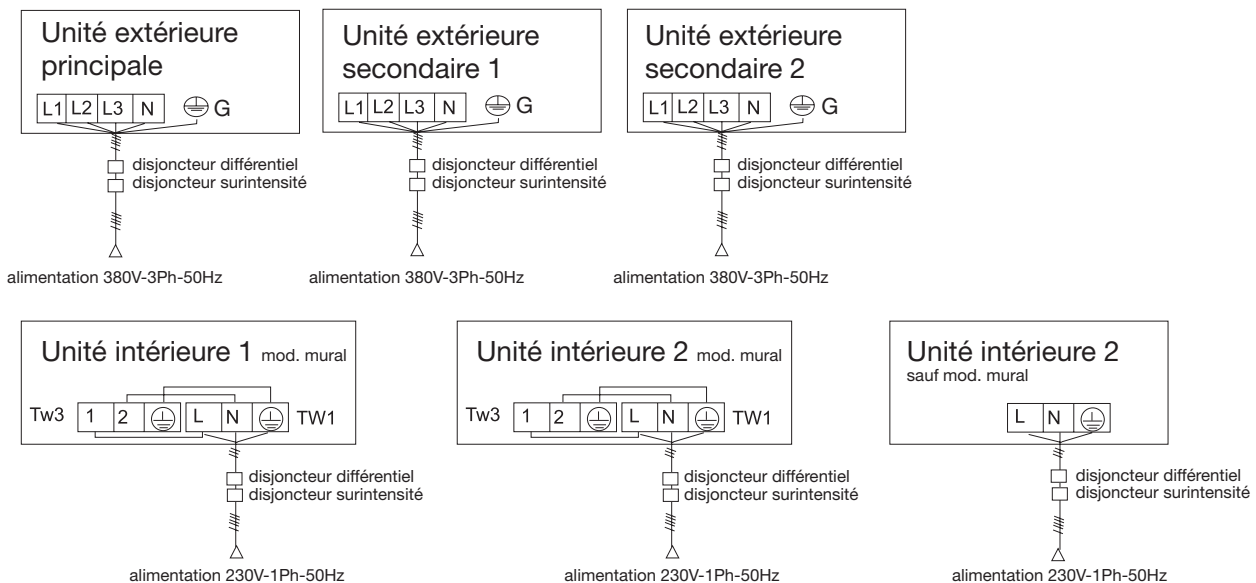 Unité extérieure
principale
L1 L2 L3 N G
disjoncteur différentiel
disjoncteur surintensité
alimentation 380V-3Ph-50Hz
Unité extérieure
secondaire 1
L1 L2 L3 N G
disjoncteur différentiel
disjoncteur surintensité
alimentation 380V-3Ph-50Hz
Unité extérieure
secondaire 2
L1 L2 L3 N G
disjoncteur différentiel
disjoncteur surintensité
alimentation 380V-3Ph-50Hz
Unité intérieure 1 mod. mural
Tw3 1 2 L N TW1
disjoncteur différentiel
disjoncteur surintensité
alimentation 230V-1Ph-50Hz
Unité intérieure 2 mod. mural
Tw3 1 2 L N TW1
disjoncteur différentiel
disjoncteur surintensité
alimentation 230V-1Ph-50Hz
Unité intérieure 2
sauf mod. mural
L N
disjoncteur différentiel
disjoncteur surintensité
alimentation 230V-1Ph-50Hz